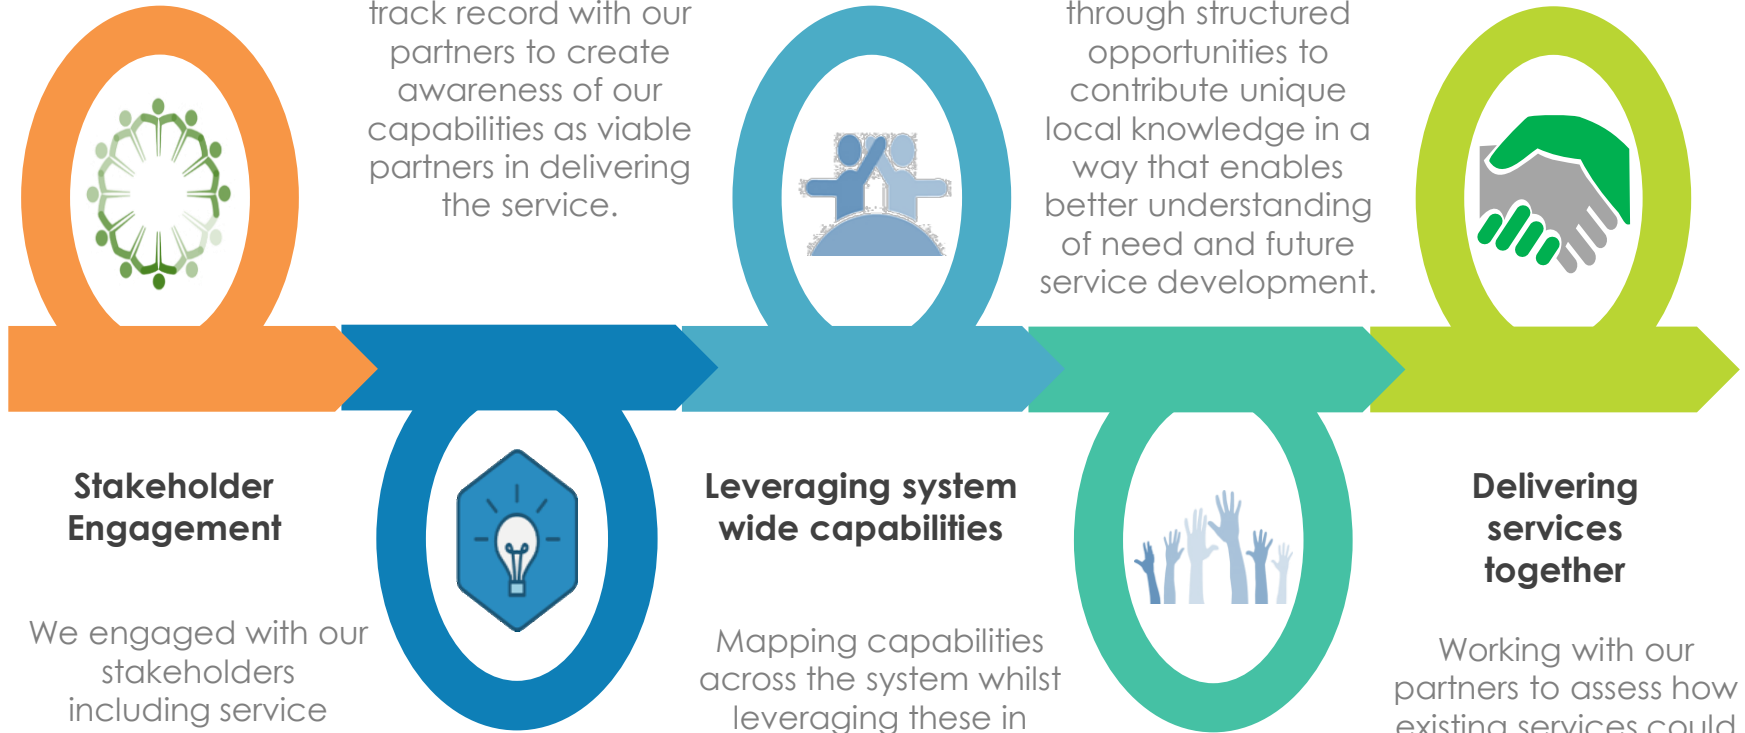 track record with our
partners to create
awareness of our
capabilities as viable
partners in delivering
the service.
through structured
opportunities to
contribute unique
local knowledge in a
way that enables
better understanding
of need and future
service development.
Stakeholder
Engagement
We engaged with our
stakeholders
including service
Leveraging system
wide capabilities
Mapping capabilities
across the system whilst
leveraging these in
Delivering
services
together
Working with our
partners to assess how
existing services could